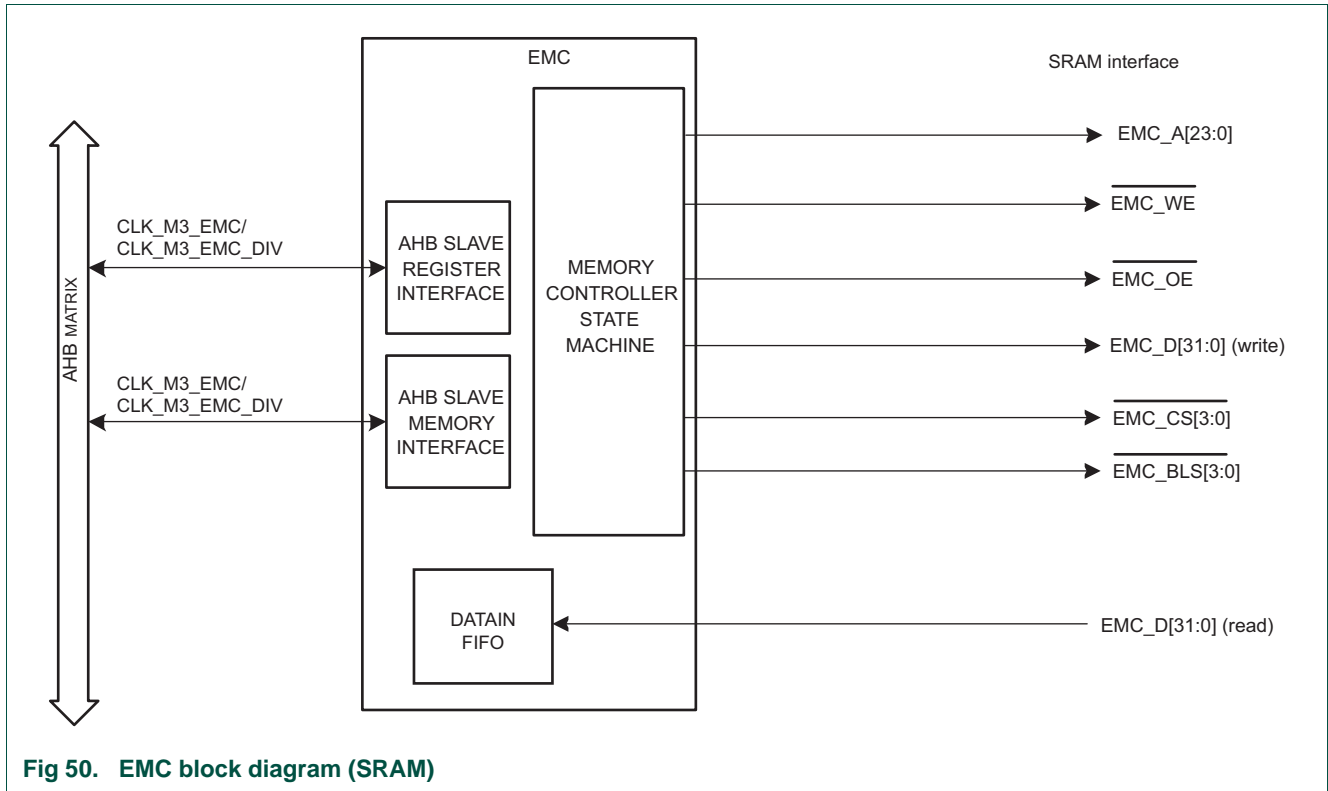 EMC
SRAM interface
AHB MATRIX
CLK_M3_EMC/
CLK_M3_EMC_DIV
CLK_M3_EMC/
CLK_M3_EMC_DIV
AHB SLAVE
REGISTER
INTERFACE
AHB SLAVE
MEMORY
INTERFACE
MEMORY
CONTROLLER
STATE
MACHINE
DATAIN
FIFO
EMC_A[23:0]
EMC_WE
EMC_OE
EMC_D[31:0] (write)
EMC_CS[3:0]
EMC_BLS[3:0]
EMC_D[31:0] (read)
Fig 50. EMC block diagram (SRAM)